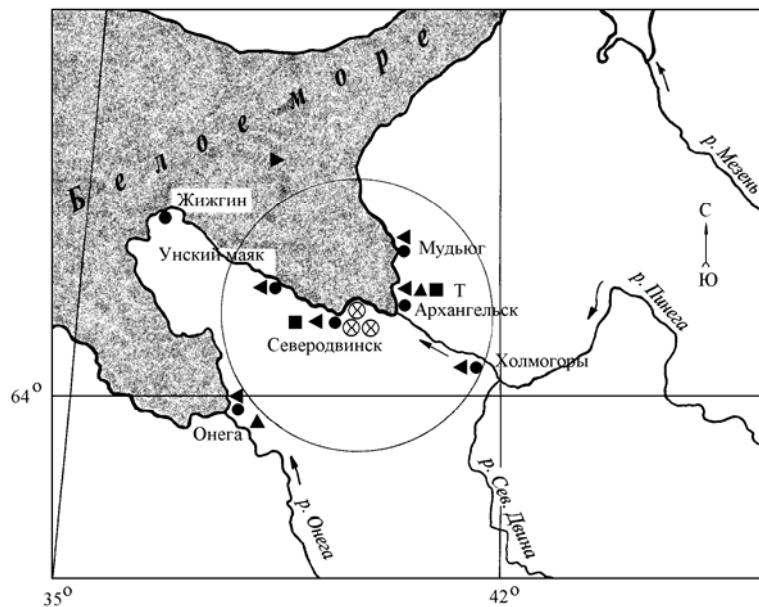 Белое море
р. Мезень
Жижгин
С
Ю
Мудьюг
Унский маяк
р. Пинега
Т
Архангельск
Северодвинск
Холмогоры
64°
Онега
р. Онега
р. Сев. Двина
35°
42°